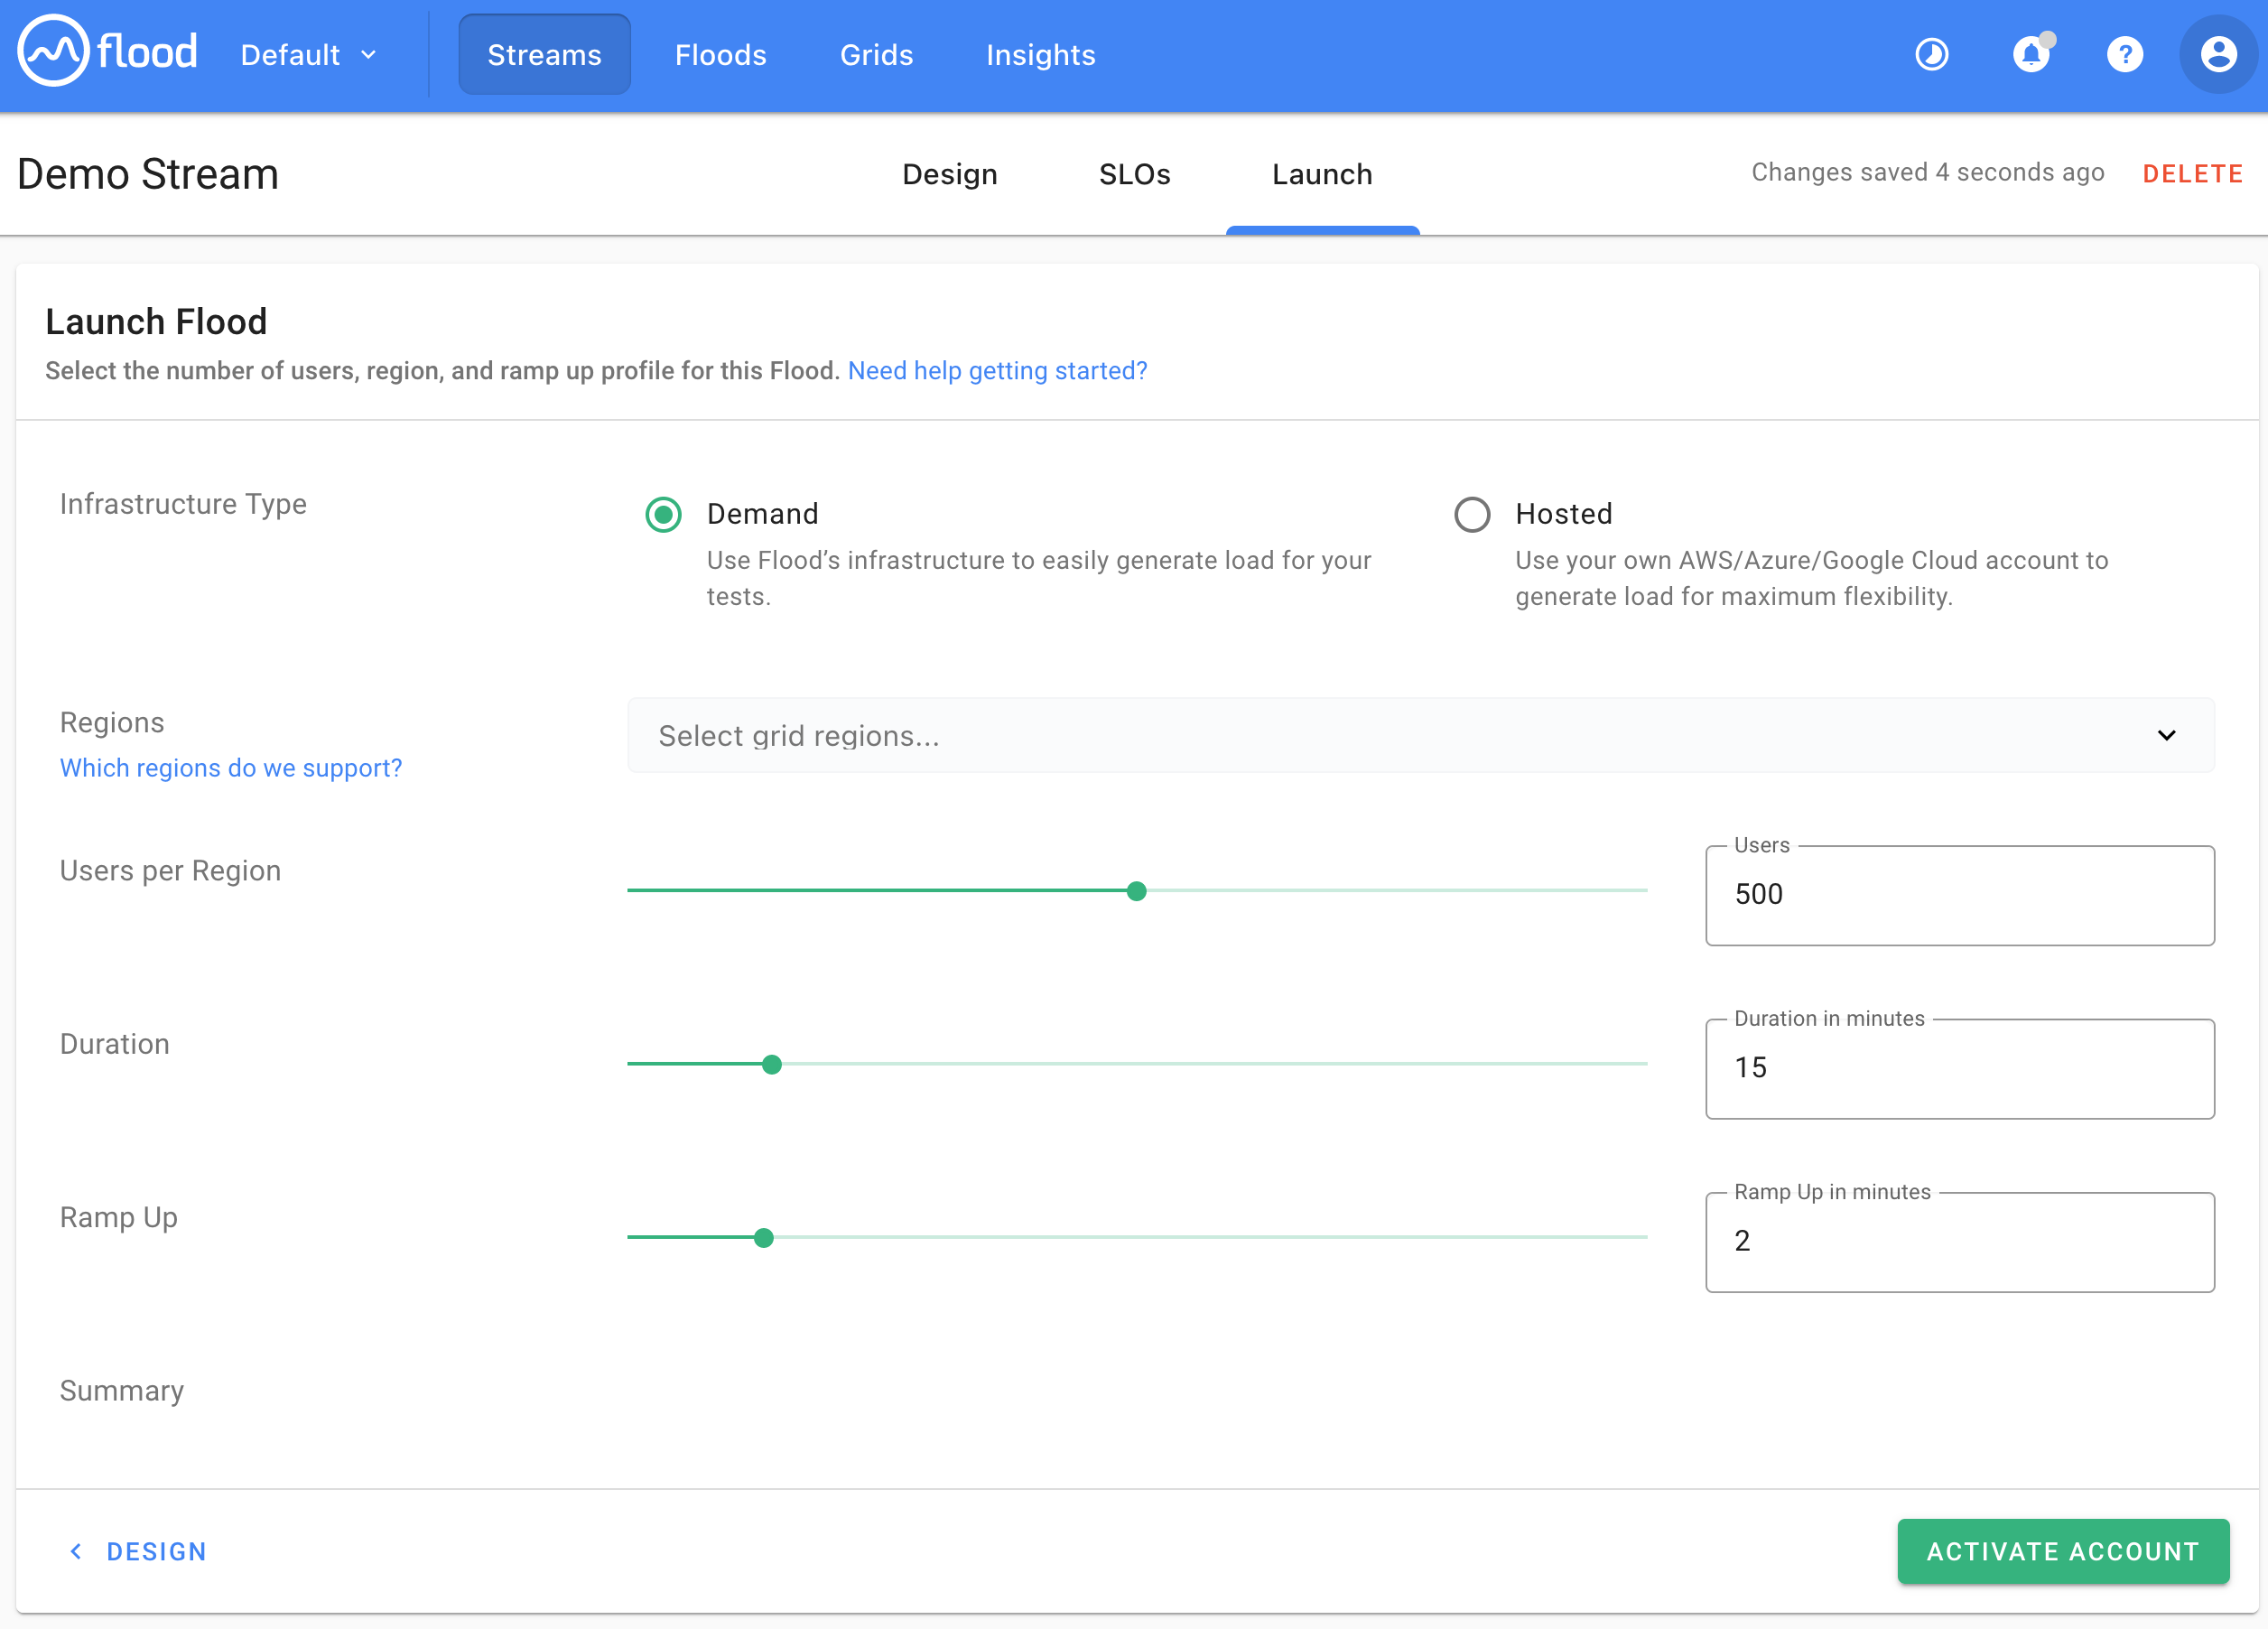 flood Default Streams Floods Grids Insights ?
Demo Stream Design SLOs Launch Changes saved 4 seconds ago DELETE
Launch Flood
Select the number of users, region, and ramp up profile for this Flood. Need help getting started?
Infrastructure Type
Demand
Use Flood’s infrastructure to easily generate load for your
tests.
Hosted
Use your own AWS/Azure/Google Cloud account to
generate load for maximum flexibility.
Regions
Which regions do we support?
Select grid regions...
Users per Region
Users
500
Duration
Duration in minutes
15
Ramp Up
Ramp Up in minutes
2
Summary
DESIGN
ACTIVATE ACCOUNT